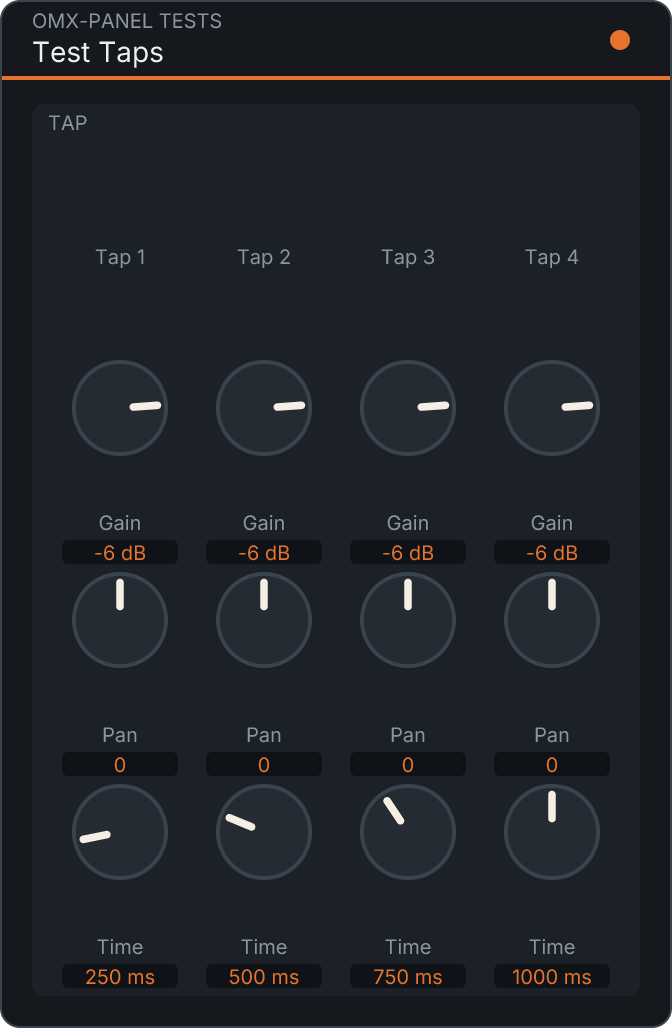 OMX-PANEL TESTS
Test Taps
TAP
Tap 1 Tap 2 Tap 3 Tap 4
Gain Gain Gain Gain
-6 dB -6 dB -6 dB -6 dB
Pan Pan Pan Pan
0 0 0 0
Time Time Time Time
250 ms 500 ms 750 ms 1000 ms